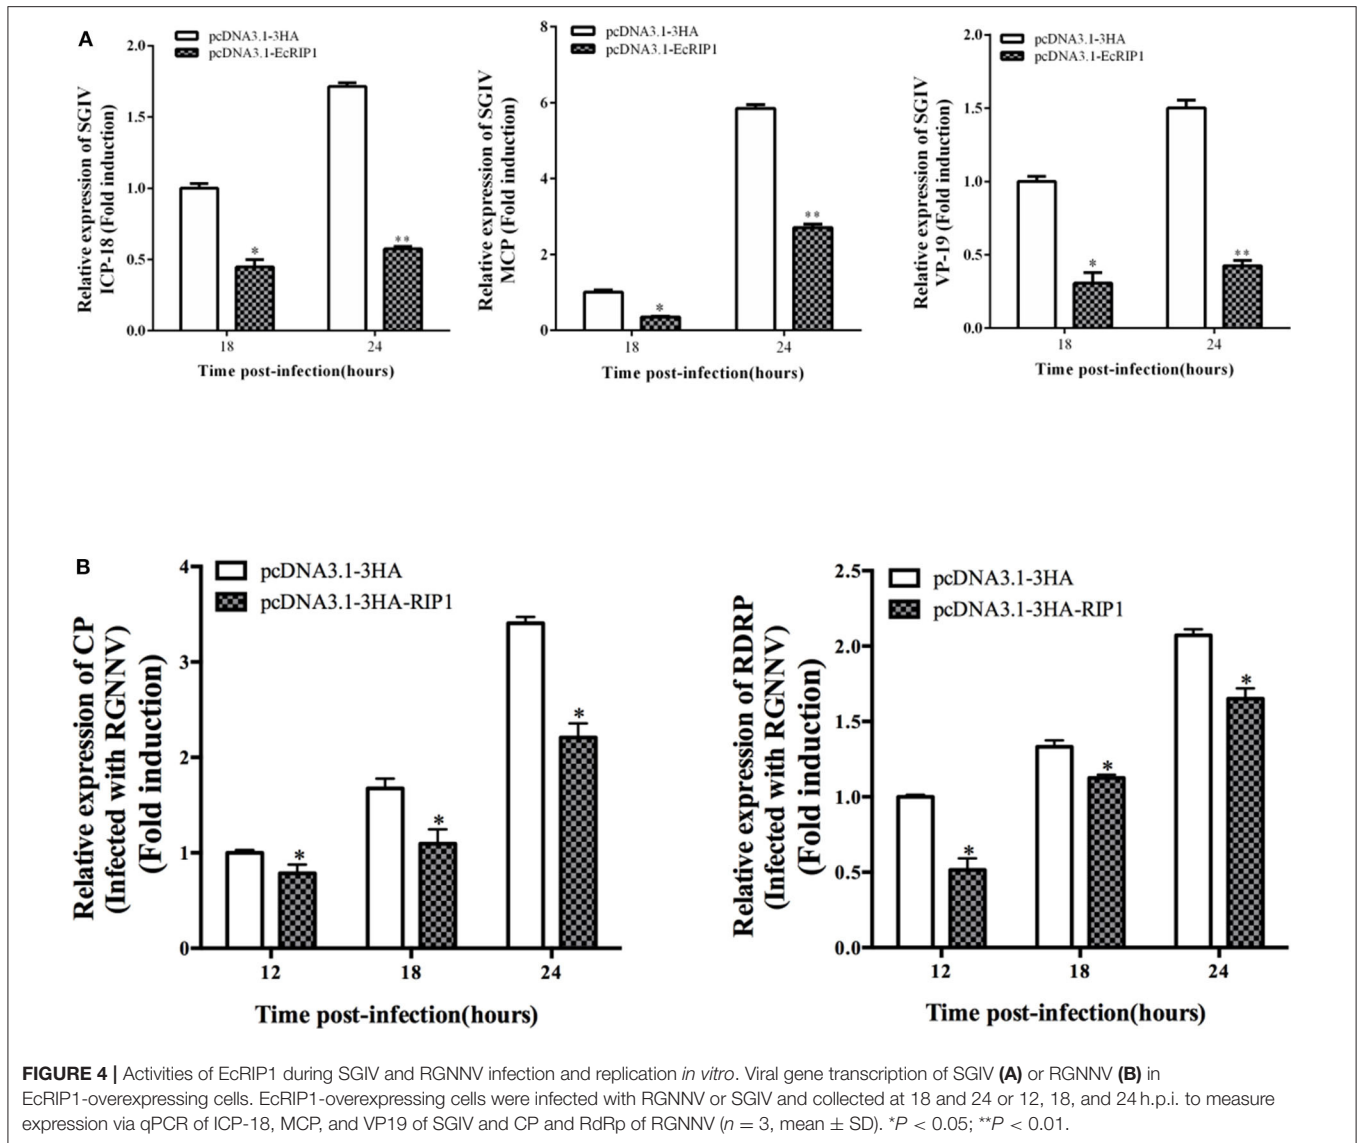 A
pcDNA3.1-3HA
pcDNA3.1-EcRIP1
Relative expression of SGIV
ICP-18 (Fold induction)
2.0
1.5
1.0
0.5
0.0
*
**
18
24
Time post-infection(hours)
pcDNA3.1-3HA
pcDNA3.1-EcRIP1
Relative expression of SGIV
MCP (Fold induction)
8
6
4
2
0
*
**
18
24
Time post-infection(hours)
pcDNA3.1-3HA
pcDNA3.1-EcRIP1
Relative expression of SGIV
VP-19 (Fold induction)
2.0
1.5
1.0
0.5
0.0
*
**
18
24
Time post-infection(hours)
B
pcDNA3.1-3HA
pcDNA3.1-3HA-RIP1
Relative expression of CP
(Infected with RGNNV)
(Fold induction)
4
3
2
1
0
*
*
*
12
18
24
Time post-infection(hours)
pcDNA3.1-3HA
pcDNA3.1-3HA-RIP1
Relative expression of RDRP
(Infected with RGNNV)
(Fold induction)
2.5
2.0
1.5
1.0
0.5
0.0
*
*
*
12
18
24
Time post-infection(hours)
FIGURE 4 | Activities of EcRIP1 during SGIV and RGNNV infection and replication in vitro. Viral gene transcription of SGIV (A) or RGNNV (B) in
EcRIP1-overexpressing cells. EcRIP1-overexpressing cells were infected with RGNNV or SGIV and collected at 18 and 24 or 12, 18, and 24 h.p.i. to measure
expression via qPCR of ICP-18, MCP, and VP19 of SGIV and CP and RdRp of RGNNV (n = 3, mean ± SD). *P < 0.05; **P < 0.01.